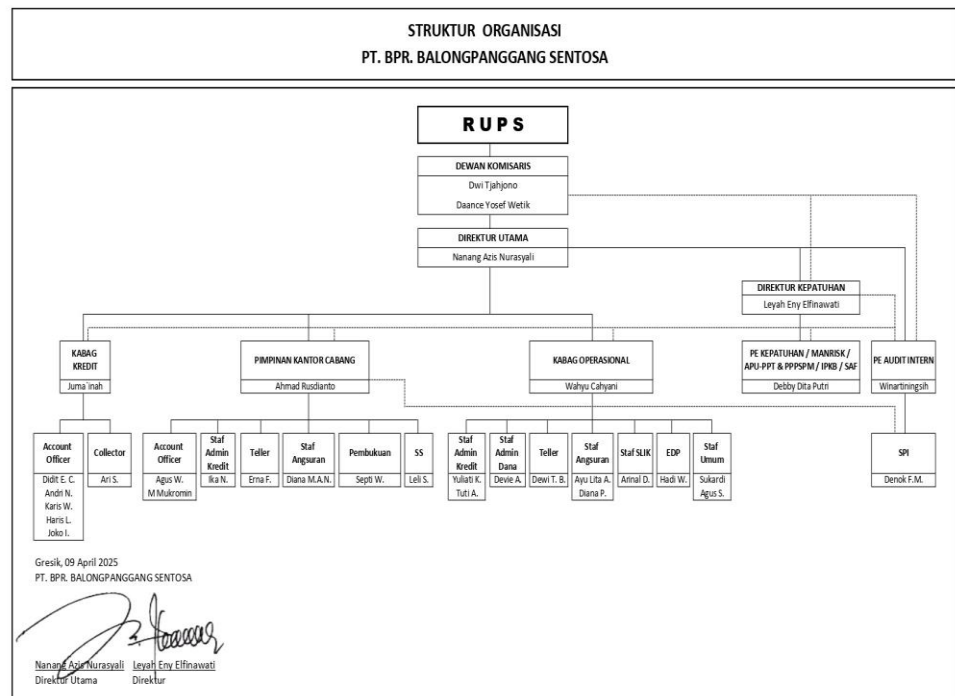 STRUKTUR ORGANISASI
PT. BPR. BALONGPANGGANG SENTOSA
RUPS
DEWAN KOMISARIS
Dwi Tjahjono
Daance Yosef Wetik
DIREKTUR UTAMA
Nanang Azis Nurasyali
DIREKTUR KEPATUHAN
Leyah Eny Elfinawati
KABAG
KREDIT
Juma`inah
PIMPINAN KANTOR CABANG
Ahmad Rusdianto
KABAG OPERASIONAL
Wahyu Cahyani
PE KEPATUHAN / MANRISK /
APU-PPT & PPPSPM / IPKB / SAF
Debby Dita Putri
PE AUDIT INTERN
Winartiningsih
Account
Officer
Didit E. C.
Andri N.
Karis W.
Haris L.
Joko I.
Collector
Ari S.
Account
Officer
Agus W.
M Mukromin
Staf
Admin
Kredit
Ika N.
Teller
Erna F.
Staf
Angsuran
Diana M.A.N.
Pembukuan
Septi W.
SS
Leli S.
Staf
Admin
Kredit
Yuliati K.
Tuti A.
Staf
Admin
Dana
Devie A.
Teller
Dewi T. B.
Staf
Angsuran
Ayu Lita A.
Diana P.
Staf SLIK
Arinal D.
EDP
Hadi W.
Staf
Umum
Sukardi
Agus S.
SPI
Denok F.M.
Gresik, 09 April 2025
PT. BPR. BALONGPANGGANG SENTOSA
Nanang Azis Nurasyali Leyah Eny Elfinawati
Direktur Utama Direktur